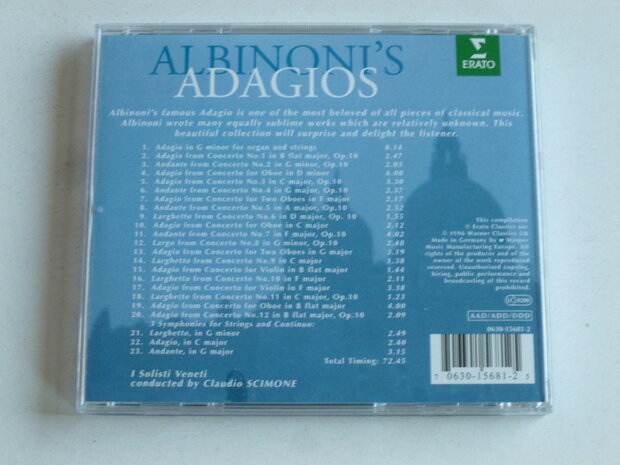 ALBINONI'S
ADAGIOS
ERATO
Albinoni's famous Adagio is one of the most beloved of all pieces of classical music.
Albinoni wrote many equally sublime works which are relatively unknown. This
beautiful collection will surprise and delight the listener.
1. Adagio in G minor for organ and strings 8.14
2. Adagio from Concerto No.1 in B flat major, Op.10 2.47
3. Andante from Concerto No.2 in G minor, Op.10 2.05
4. Adagio from Concerto for Oboe in D minor 6.00
5. Adagio from Concerto No.3 in C major, Op.10 3.30
6. Andante from Concerto No.4 in G major, Op.10 2.37
7. Adagio from Concerto for Two Oboes in F major 2.17
8. Andante from Concerto No.5 in A major, Op.10 2.52
9. Larghetto from Concerto No.6 in D major, Op.10 1.55
10. Adagio from Concerto for Oboe in C major 2.12
11. Andante from Concerto No.7 in F major, Op.10 4.02
12. Largo from Concerto No.8 in G minor, Op.10 2.48
13. Adagio from Concerto for Two Oboes in G major 3.19
14. Larghetto from Concerto No.9 in C major 1.38
15. Adagio from Concerto for Violin in B flat major 1.44
16. Larghetto from Concerto No.10 in F major 2.11
17. Adagio from Concerto for Violin in F major 3.38
18. Larghetto from Concerto No.11 in C major, Op.10 1.23
19. Adagio from Concerto for Oboe in B flat major 4.00
20. Adagio from Concerto No.12 in B flat major, Op.10 2.09
3 Symphonies for Strings and Continuo:
21. Larghetto, in G minor 2.49
22. Adagio, in C major 2.40
23. Andante, in G major 3.15
Total Timing: 72.45
I Solisti Veneti
conducted by Claudio SCIMONE
This compilation
℗ Erato Classics SNC
© 1996 Warner Classics UK
Made in Germany by Warner
Music Manufacturing Europe. All
rights of the producer and of the
owner of the work reproduced
reserved. Unauthorised copying,
hiring, public performance and
broadcasting of this record
prohibited.
LC 0200
AAD/ADD/DDD
0630-15681-2
7 0630-15681-2 5